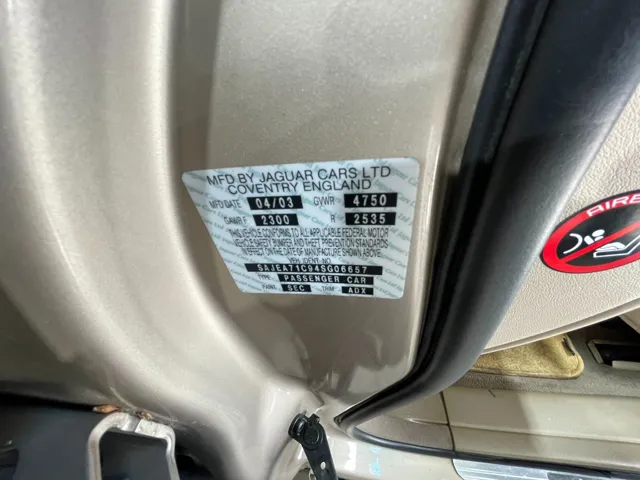 MFD BY JAGUAR CARS LTD
COVENTRY ENGLAND
MFD DATE 04/03 GVWR 4750
GAWR F 2300 R 2535
THIS VEHICLE CONFORMS TO ALL APPLICABLE FEDERAL MOTOR
VEHICLE SAFETY, BUMPER, AND THEFT PREVENTION STANDARDS
IN EFFECT ON THE DATE OF MANUFACTURE SHOWN ABOVE.
VEH. IDENT. NO.
SAJEA71C94SG06657
TYPE PASSENGER CAR
PAINT SEC TRIM ADX
AIRB